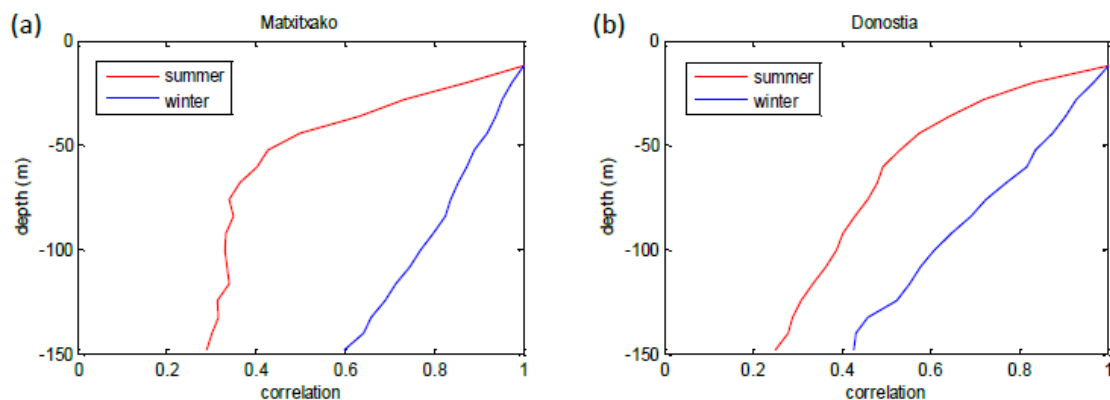 (a)
Matxitxako
0
-50
-100
-150
depth (m)
summer
winter
0
0.2
0.4
0.6
0.8
1
correlation
(b)
Donostia
0
-50
-100
-150
depth (m)
summer
winter
0
0.2
0.4
0.6
0.8
1
correlation